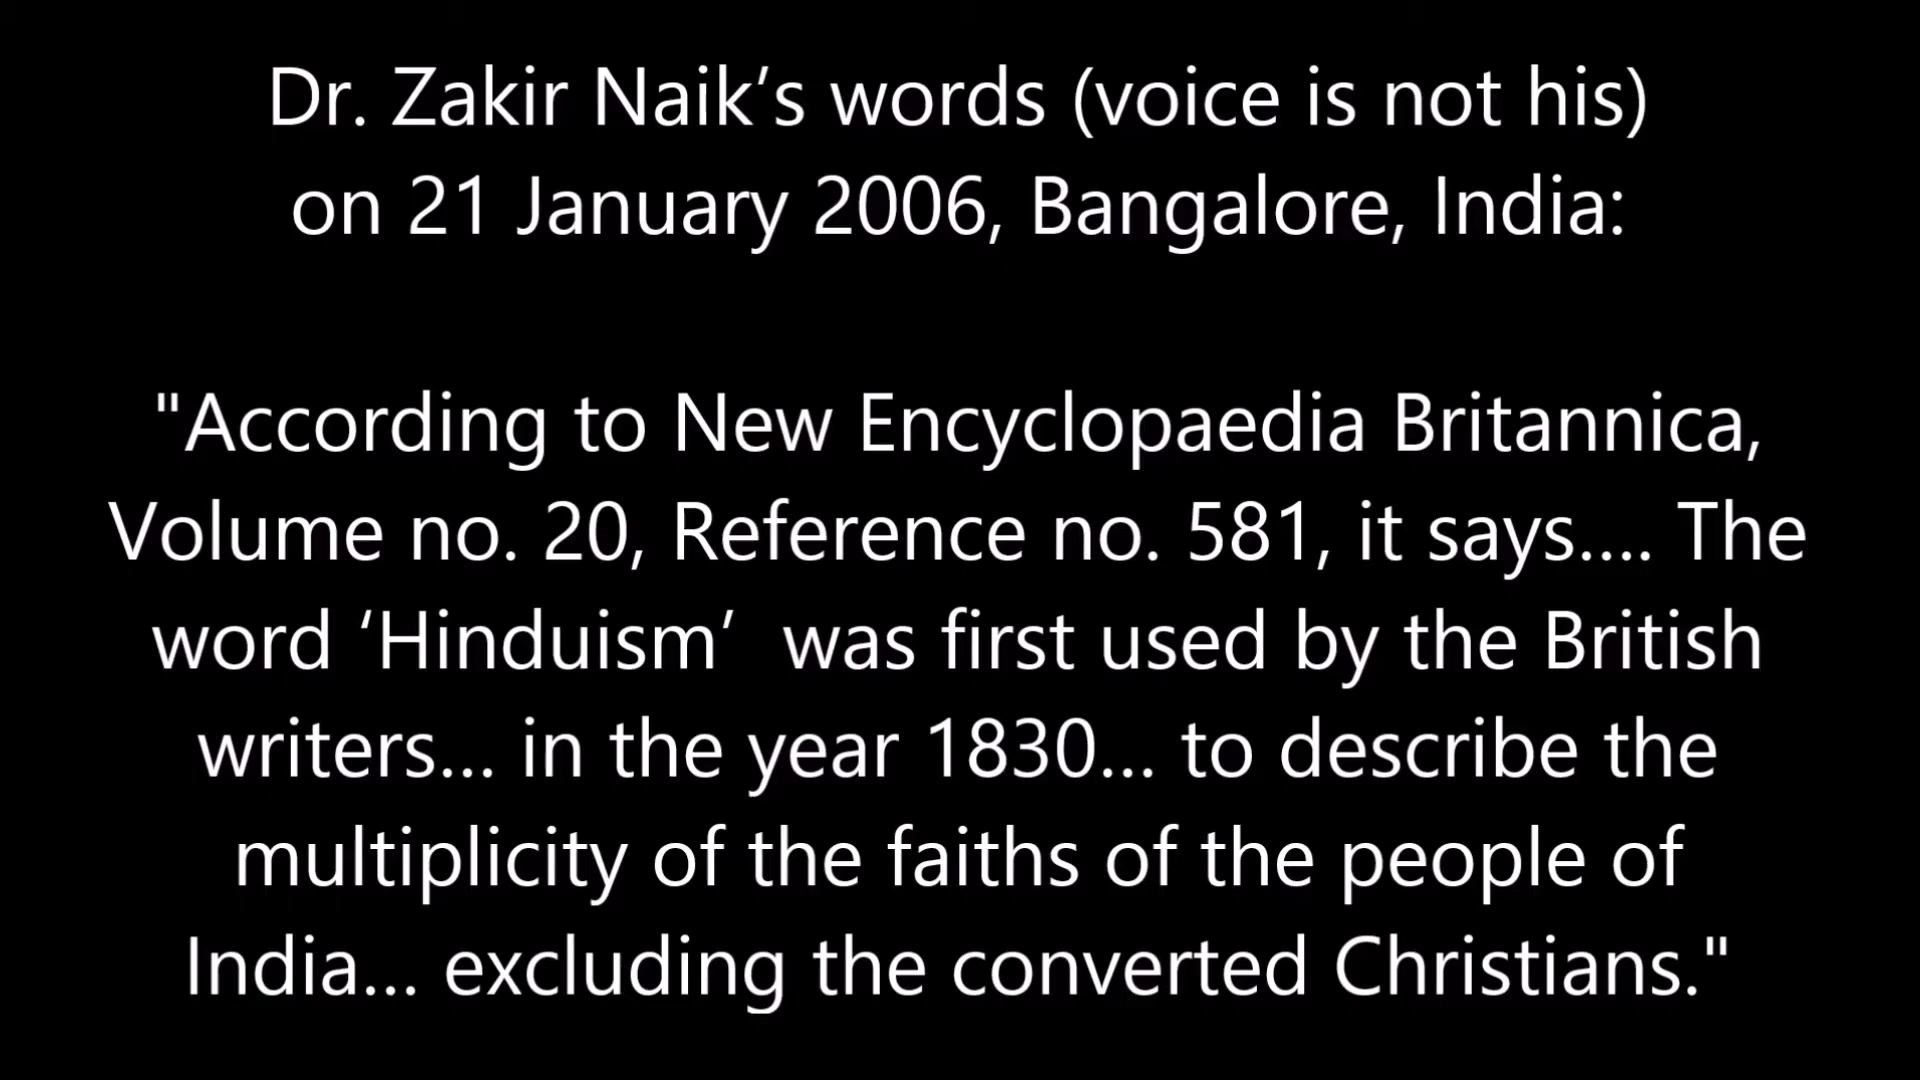 Dr. Zakir Naik’s words (voice is not his)
on 21 January 2006, Bangalore, India:
"According to New Encyclopaedia Britannica,
Volume no. 20, Reference no. 581, it says…. The
word ‘Hinduism’  was first used by the British
writers… in the year 1830… to describe the
multiplicity of the faiths of the people of
India… excluding the converted Christians."